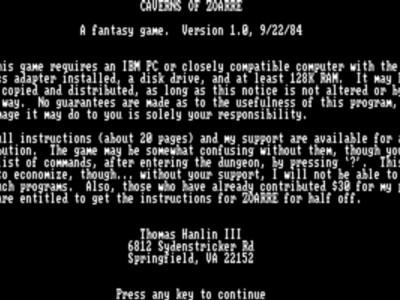 CAVERNS OF ZOARRE
A fantasy game. Version 1.0, 9/22/84
his game requires an IBM PC or closely compatible computer with the
cs adapter installed, a disk drive, and at least 128K RAM. It may b
copied and distributed, as long as this notice is not altered or by
way. No guarantees are made as to the usefulness of this program,
mage it may do to you is solely your responsibility.
ull instructions (about 20 pages) and my support are available for a
bution. The game may be somewhat confusing without them, though you
list of commands, after entering the dungeon, by pressing '?'. This
to economize, though... without your support, I will not be able to
uch programs. Also, those who have already contributed $30 for my p
are entitled to get the instructions for ZOARRE for half off.
Thomas Hanlin III
6812 Sydenstricker Rd
Springfield, VA 22152
Press any key to continue